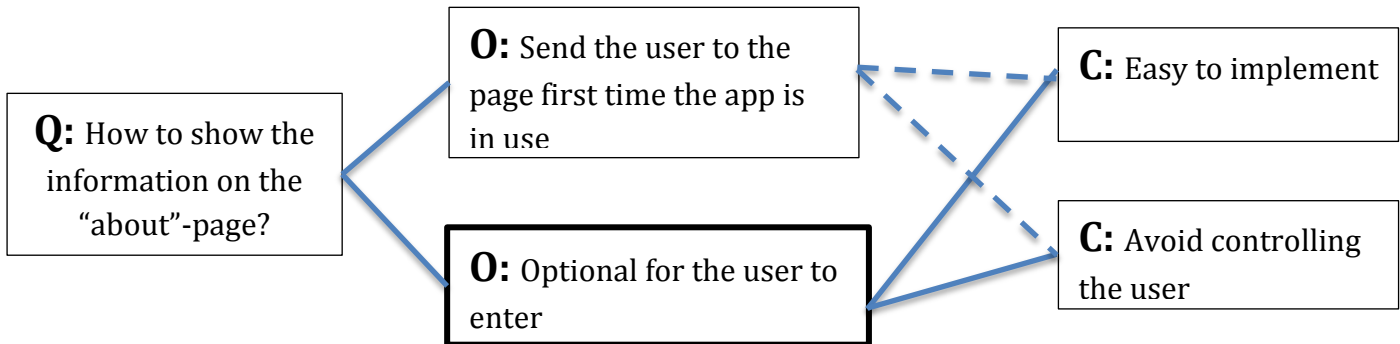 Q: How to show the
information on the
“about”-page?
O: Send the user to the
page first time the app is
in use
O: Optional for the user to
enter
C: Easy to implement
C: Avoid controlling
the user